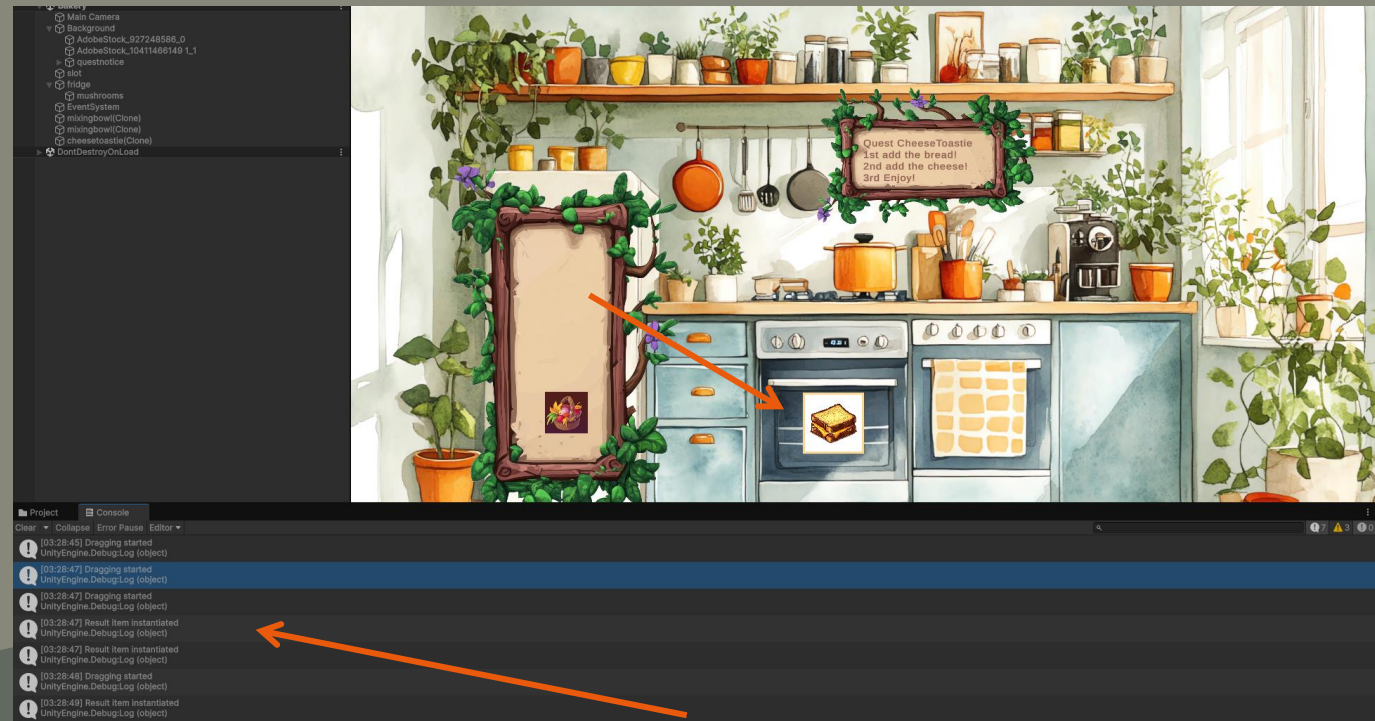 Bakery
Main Camera
Background
AdobeStock_927248586_0
AdobeStock_10411466149 1_1
questnotice
slot
fridge
mushrooms
EventSystem
mixingbowl(Clone)
mixingbowl(Clone)
cheesetoastie(Clone)
DontDestroyOnLoad
Quest CheeseToastie
1st add the bread!
2nd add the cheese!
3rd Enjoy!
Project Console
Clear Collapse Error Pause Editor
7 3 0
[03:28:45] Dragging started
UnityEngine.Debug:Log (object)
[03:28:47] Dragging started
UnityEngine.Debug:Log (object)
[03:28:47] Dragging started
UnityEngine.Debug:Log (object)
[03:28:47] Result item instantiated
UnityEngine.Debug:Log (object)
[03:28:47] Result item instantiated
UnityEngine.Debug:Log (object)
[03:28:48] Dragging started
UnityEngine.Debug:Log (object)
[03:28:49] Result item instantiated
UnityEngine.Debug:Log (object)